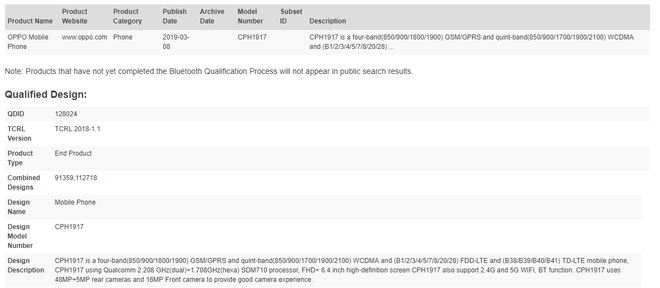 Product Name Product Website Product Category Publish Date Archive Date Model Number Subset ID Description
OPPO Mobile Phone www.oppo.com Phone 2019-03-08 CPH1917 CPH1917 is a four-band(850/900/1800/1900) GSM/GPRS and quint-band(850/900/1700/1900/2100) WCDMA
and (B1/2/3/4/5/7/8/20/28) ...
Note: Products that have not yet completed the Bluetooth Qualification Process will not appear in public search results.
Qualified Design:
QDID 128024
TCRL Version TCRL 2018-1.1
Product Type End Product
Combined Designs 91359,112718
Design Name Mobile Phone
Design Model Number CPH1917
Design Description CPH1917 is a four-band(850/900/1800/1900) GSM/GPRS and quint-band(850/900/1700/1900/2100) WCDMA and (B1/2/3/4/5/7/8/20/28) FDD-LTE and (B38/B39/B40/B41) TD-LTE mobile phone,
CPH1917 using Qualcomm 2.208 GHz(dual)+1.708GHz(hexa) SDM710 processor, FHD+ 6.4 inch high-definition screen CPH1917 also support 2.4G and 5G WIFI, BT function. CPH1917 uses
48MP+5MP rear cameras and 16MP Front camera to provide good camera experience.